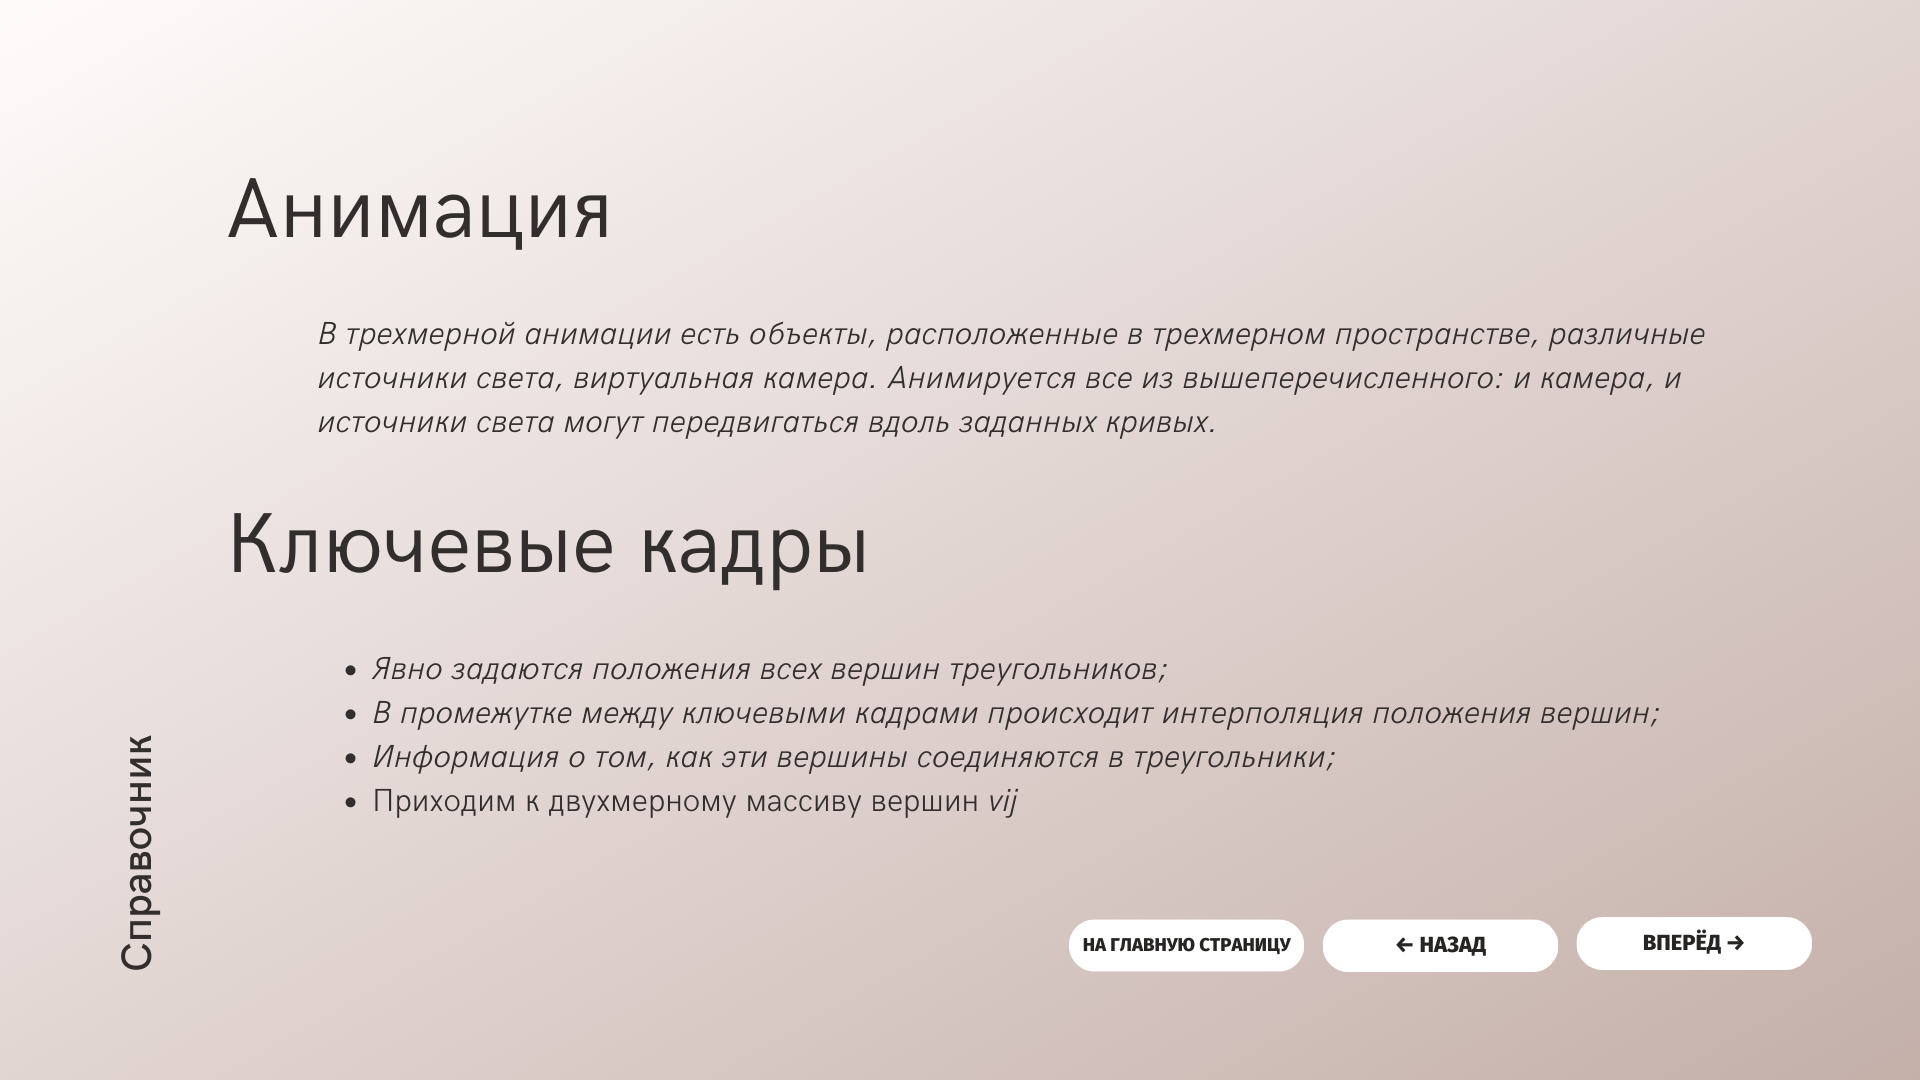 Анимация
В трехмерной анимации есть объекты, расположенные в трехмерном пространстве, различные
источники света, виртуальная камера. Анимируется все из вышеперечисленного: и камера, и
источники света могут передвигаться вдоль заданных кривых.
Ключевые кадры
• Явно задаются положения всех вершин треугольников;
• В промежутке между ключевыми кадрами происходит интерполяция положения вершин;
• Информация о том, как эти вершины соединяются в треугольники;
• Приходим к двухмерному массиву вершин vij
Справочник
НА ГЛАВНУЮ СТРАНИЦУ
← НАЗАД
ВПЕРЁД →